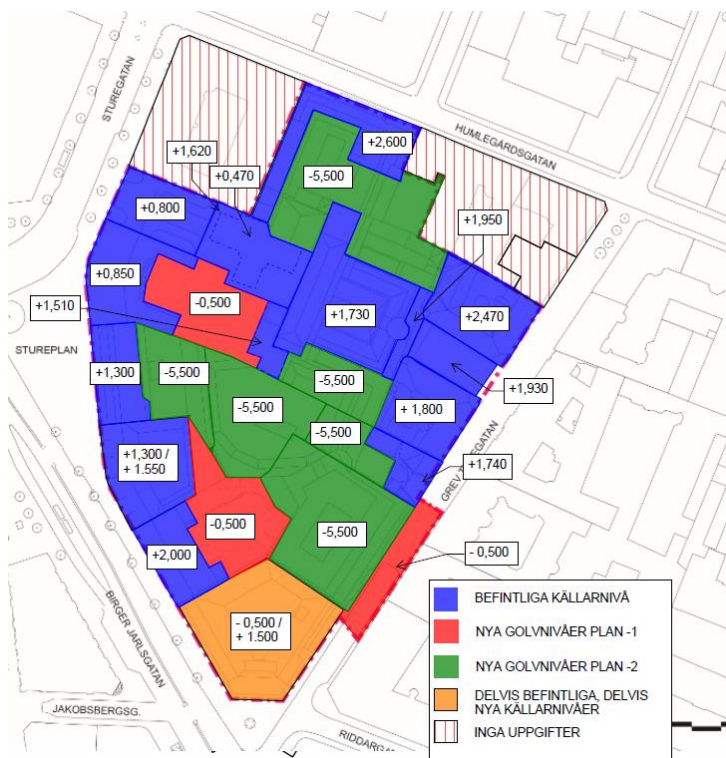 STUREGATAN
HUMLEGÅRDSGATAN
+1,620
+0,470
+2,600
-5,500
+1,950
+0,800
+0,850
-0,500
+1,510
+1,730
+2,470
STUREPLAN
+1,300
-5,500
-5,500
+1,930
-5,500
+ 1,800
-5,500
+1,300 /
+ 1.550
+1,740
GREV
GATAN
-0,500
-5,500
- 0,500
+2,000
BIRGER JARLSGATAN
- 0,500 /
+ 1.500
JAKOBSBERGSG.
RIDDARGAT
BEFINTLIGA KÄLLARNIVÅ
NYA GOLVNIVÅER PLAN -1
NYA GOLVNIVÅER PLAN -2
DELVIS BEFINTLIGA, DELVIS
NYA KÄLLARNIVÅER
INGA UPPGIFTER